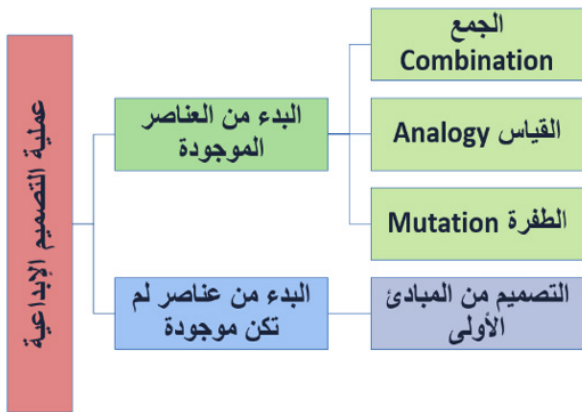 عملية التصميم الإبداعية
البدء من العناصر
الموجودة
الجمع
Combination
القياس Analogy
الطفرة Mutation
البدء من عناصر لم
تكن موجودة
التصميم من المبادئ
الأولى